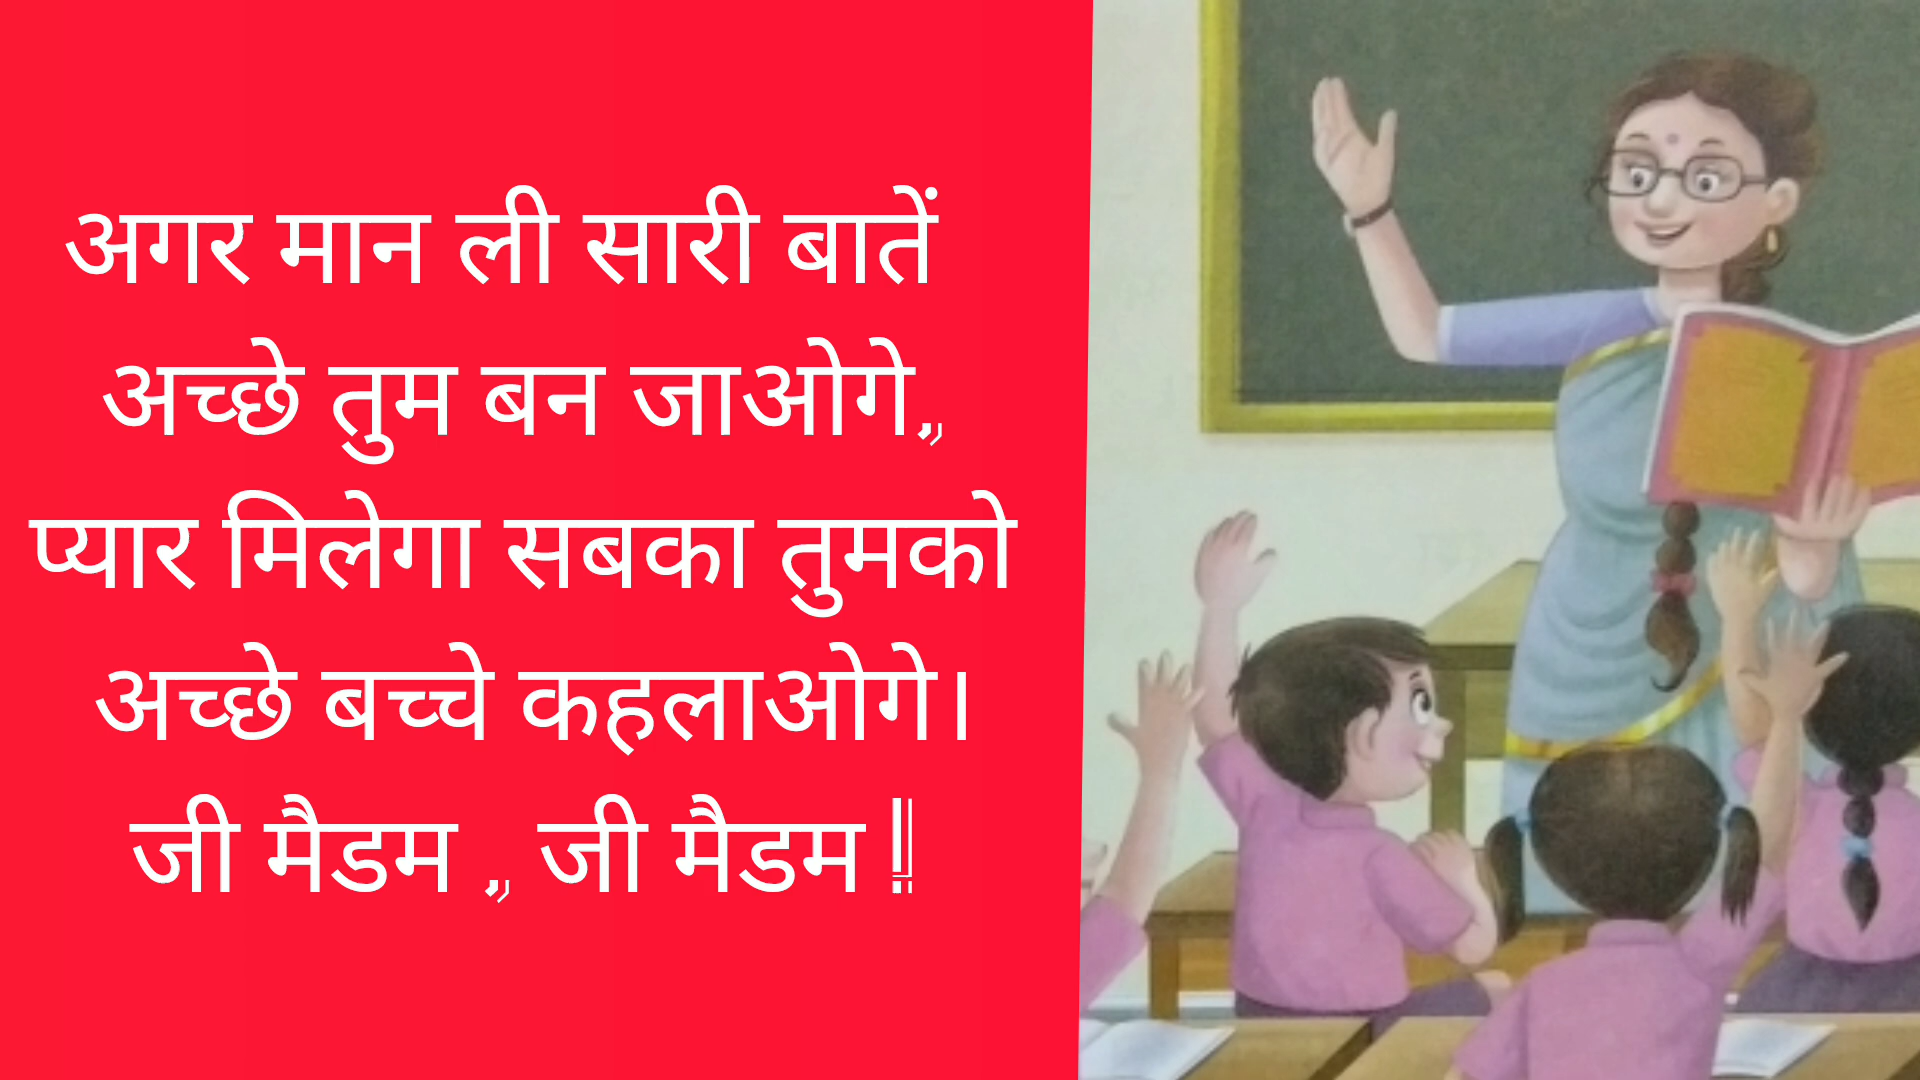 अगर मान ली सारी बातें
अच्छे तुम बन जाओगे,,
प्यार मिलेगा सबका तुमको
अच्छे बच्चे कहलाओगे।
जी मैडम ,, जी मैडम !!